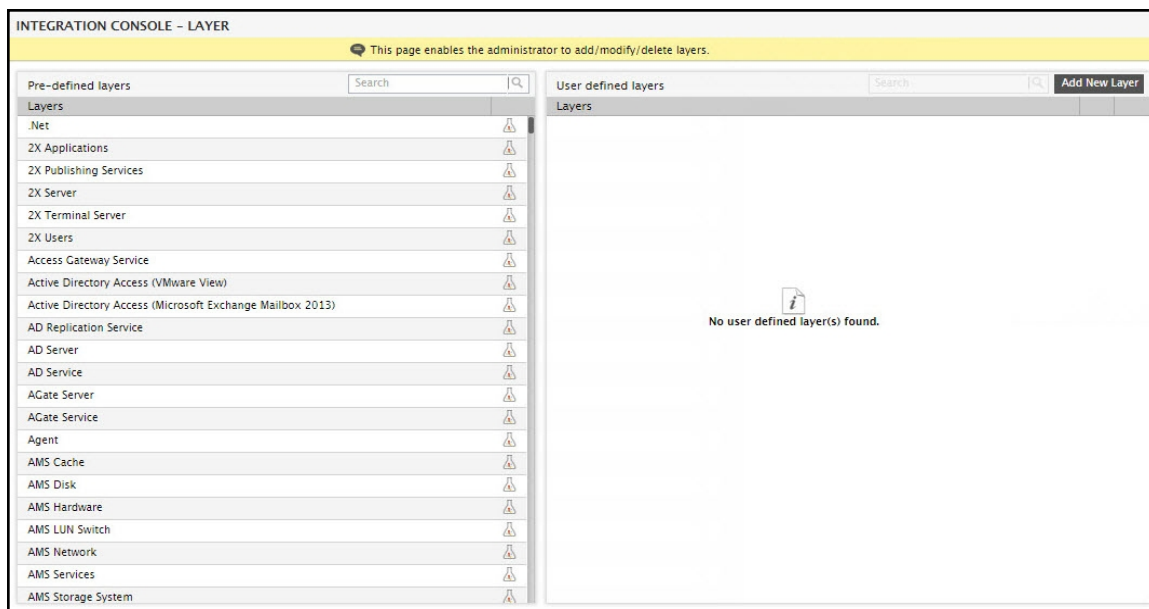 INTEGRATION CONSOLE - LAYER
This page enables the administrator to add/modify/delete layers.
Pre-defined layers
Search
Layers
.Net
2X Applications
2X Publishing Services
2X Server
2X Terminal Server
2X Users
Access Gateway Service
Active Directory Access (VMware View)
Active Directory Access (Microsoft Exchange Mailbox 2013)
AD Replication Service
AD Server
AD Service
AGate Server
AGate Service
Agent
AMS Cache
AMS Disk
AMS Hardware
AMS LUN Switch
AMS Network
AMS Services
AMS Storage System
User defined layers
Search
Add New Layer
Layers
No user defined layer(s) found.